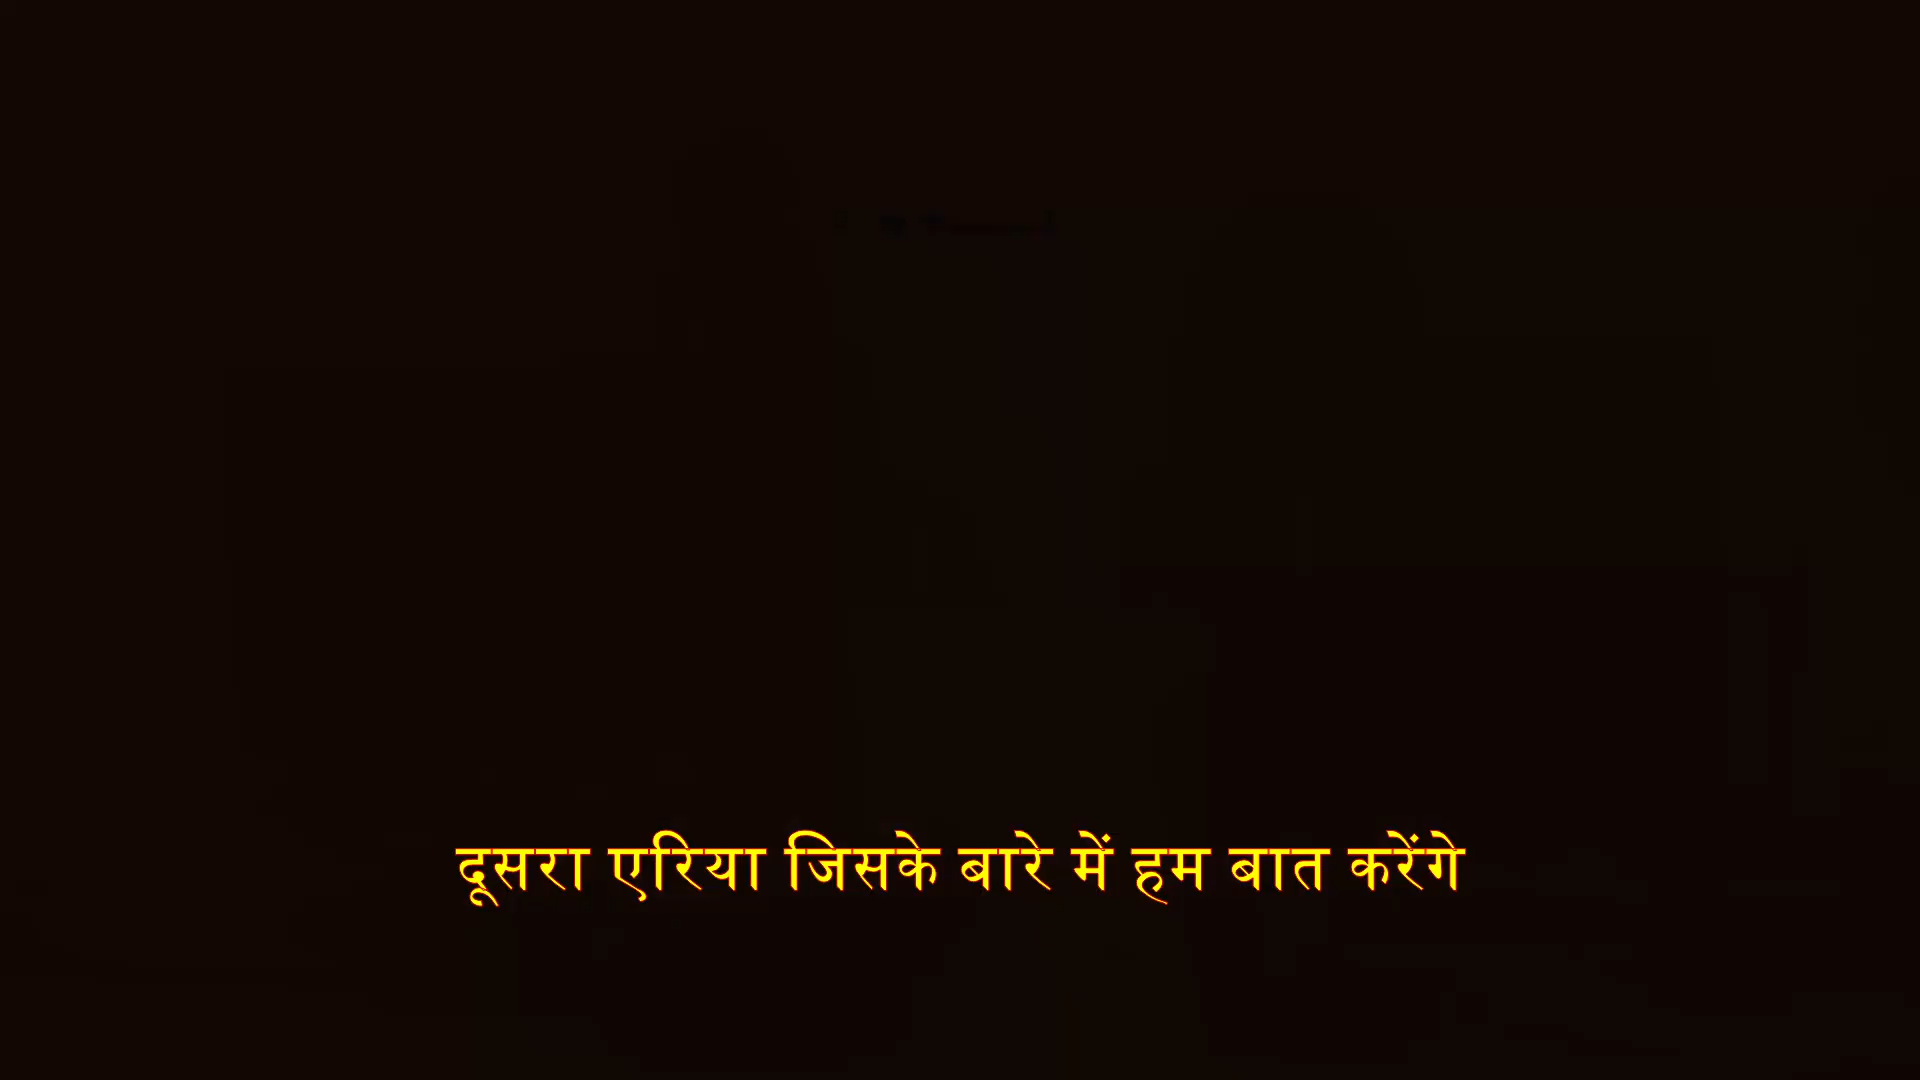 दूसरा एरिया जिसके बारे में हम बात करेंगे